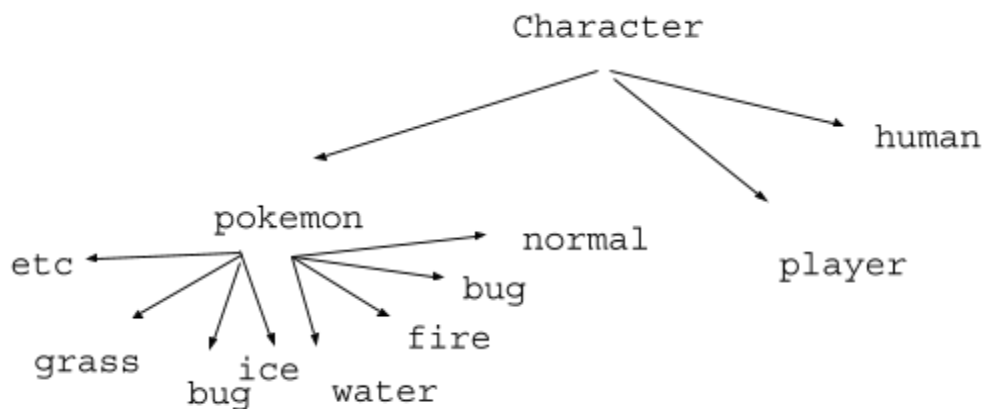 Character
human
pokemon
normal
player
etc
bug
fire
grass
ice
bug
water